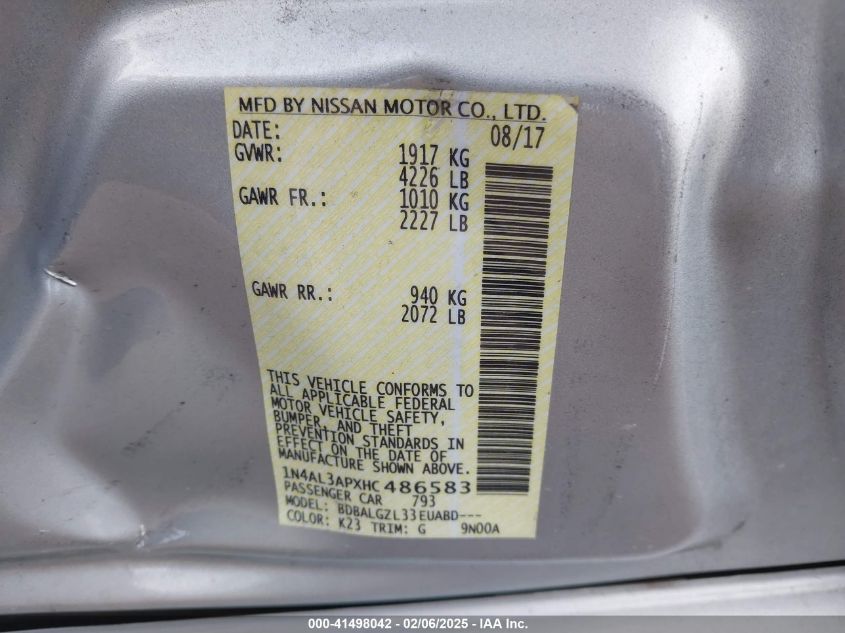 MFD BY NISSAN MOTOR CO., LTD.
DATE: 08/17
GVWR: 1917 KG
4226 LB
GAWR FR.: 1010 KG
2227 LB
GAWR RR.: 940 KG
2072 LB
THIS VEHICLE CONFORMS TO
ALL APPLICABLE FEDERAL
MOTOR VEHICLE SAFETY,
BUMPER, AND THEFT
PREVENTION STANDARDS IN
EFFECT ON THE DATE OF
MANUFACTURE SHOWN ABOVE.
1N4AL3APXHC486583
PASSENGER CAR 793
MODEL: BDBALGZL33EUABD---
COLOR: K23 TRIM: G 9N00A
000-41498042 - 02/06/2025 - IAA Inc.